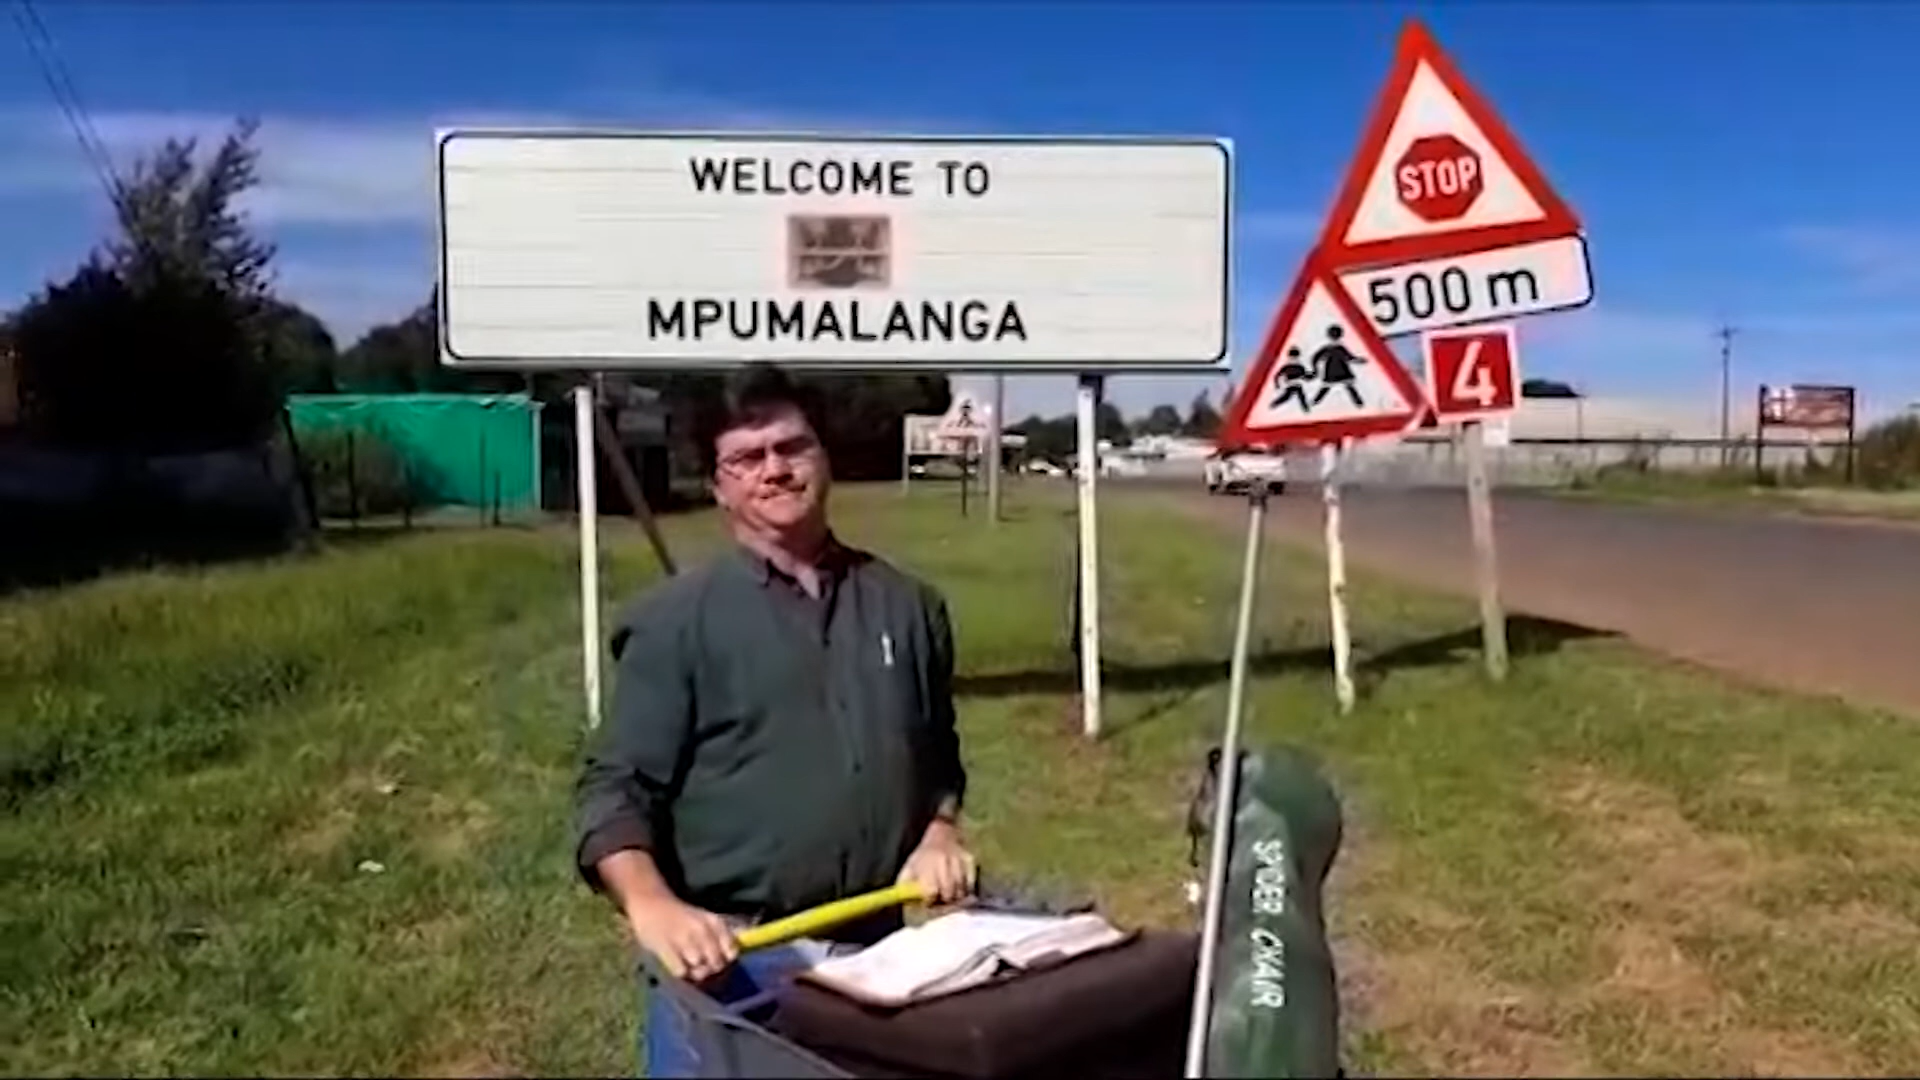 WELCOME TO
MPUMALANGA
STOP
500 m
4
SPIDER CHAIR